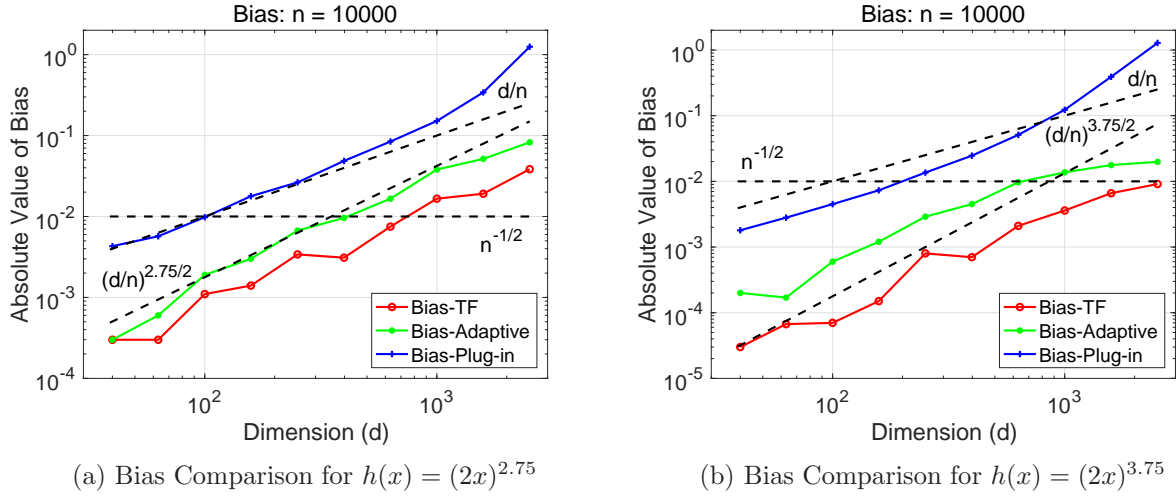 Bias: n = 10000
Absolute Value of Bias
10^0
10^-1
10^-2
10^-3
10^-4
d/n
n^-1/2
(d/n)^2.75/2
Bias-TF
Bias-Adaptive
Bias-Plug-in
10^2
10^3
Dimension (d)
(a) Bias Comparison for h(x) = (2x)^2.75
Bias: n = 10000
Absolute Value of Bias
10^0
10^-1
10^-2
10^-3
10^-4
10^-5
d/n
(d/n)^3.75/2
n^-1/2
Bias-TF
Bias-Adaptive
Bias-Plug-in
10^2
10^3
Dimension (d)
(b) Bias Comparison for h(x) = (2x)^3.75